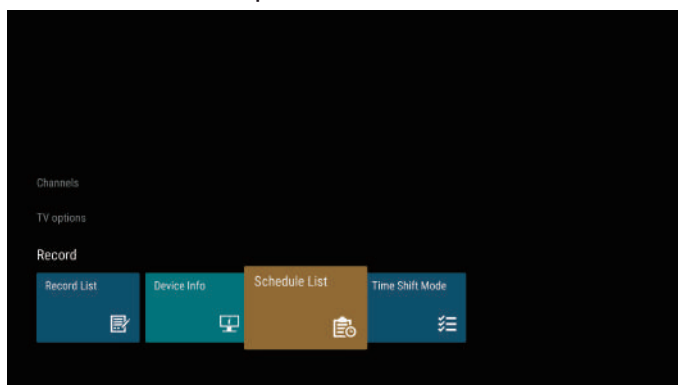 Channels
TV options
Record
Record List
Device Info
Schedule List
Time Shift Mode